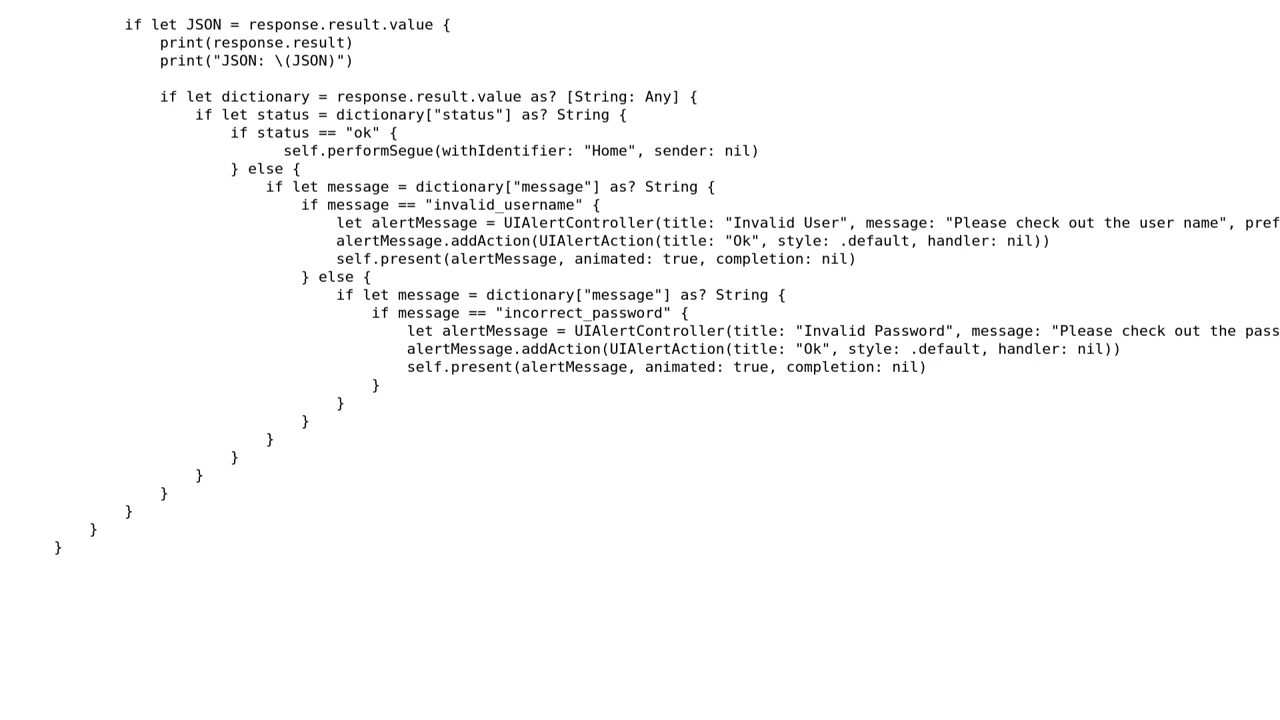 if let JSON = response.result.value {
print(response.result)
print("JSON: \(JSON)")
if let dictionary = response.result.value as? [String: Any] {
if let status = dictionary["status"] as? String {
if status == "ok" {
self.performSegue(withIdentifier: "Home", sender: nil)
} else {
if let message = dictionary["message"] as? String {
if message == "invalid_username" {
let alertMessage = UIAlertController(title: "Invalid User", message: "Please check out the user name", pref
alertMessage.addAction(UIAlertAction(title: "Ok", style: .default, handler: nil))
self.present(alertMessage, animated: true, completion: nil)
} else {
if let message = dictionary["message"] as? String {
if message == "incorrect_password" {
let alertMessage = UIAlertController(title: "Invalid Password", message: "Please check out the pass
alertMessage.addAction(UIAlertAction(title: "Ok", style: .default, handler: nil))
self.present(alertMessage, animated: true, completion: nil)
}
}
}
}
}
}
}
}
}
}